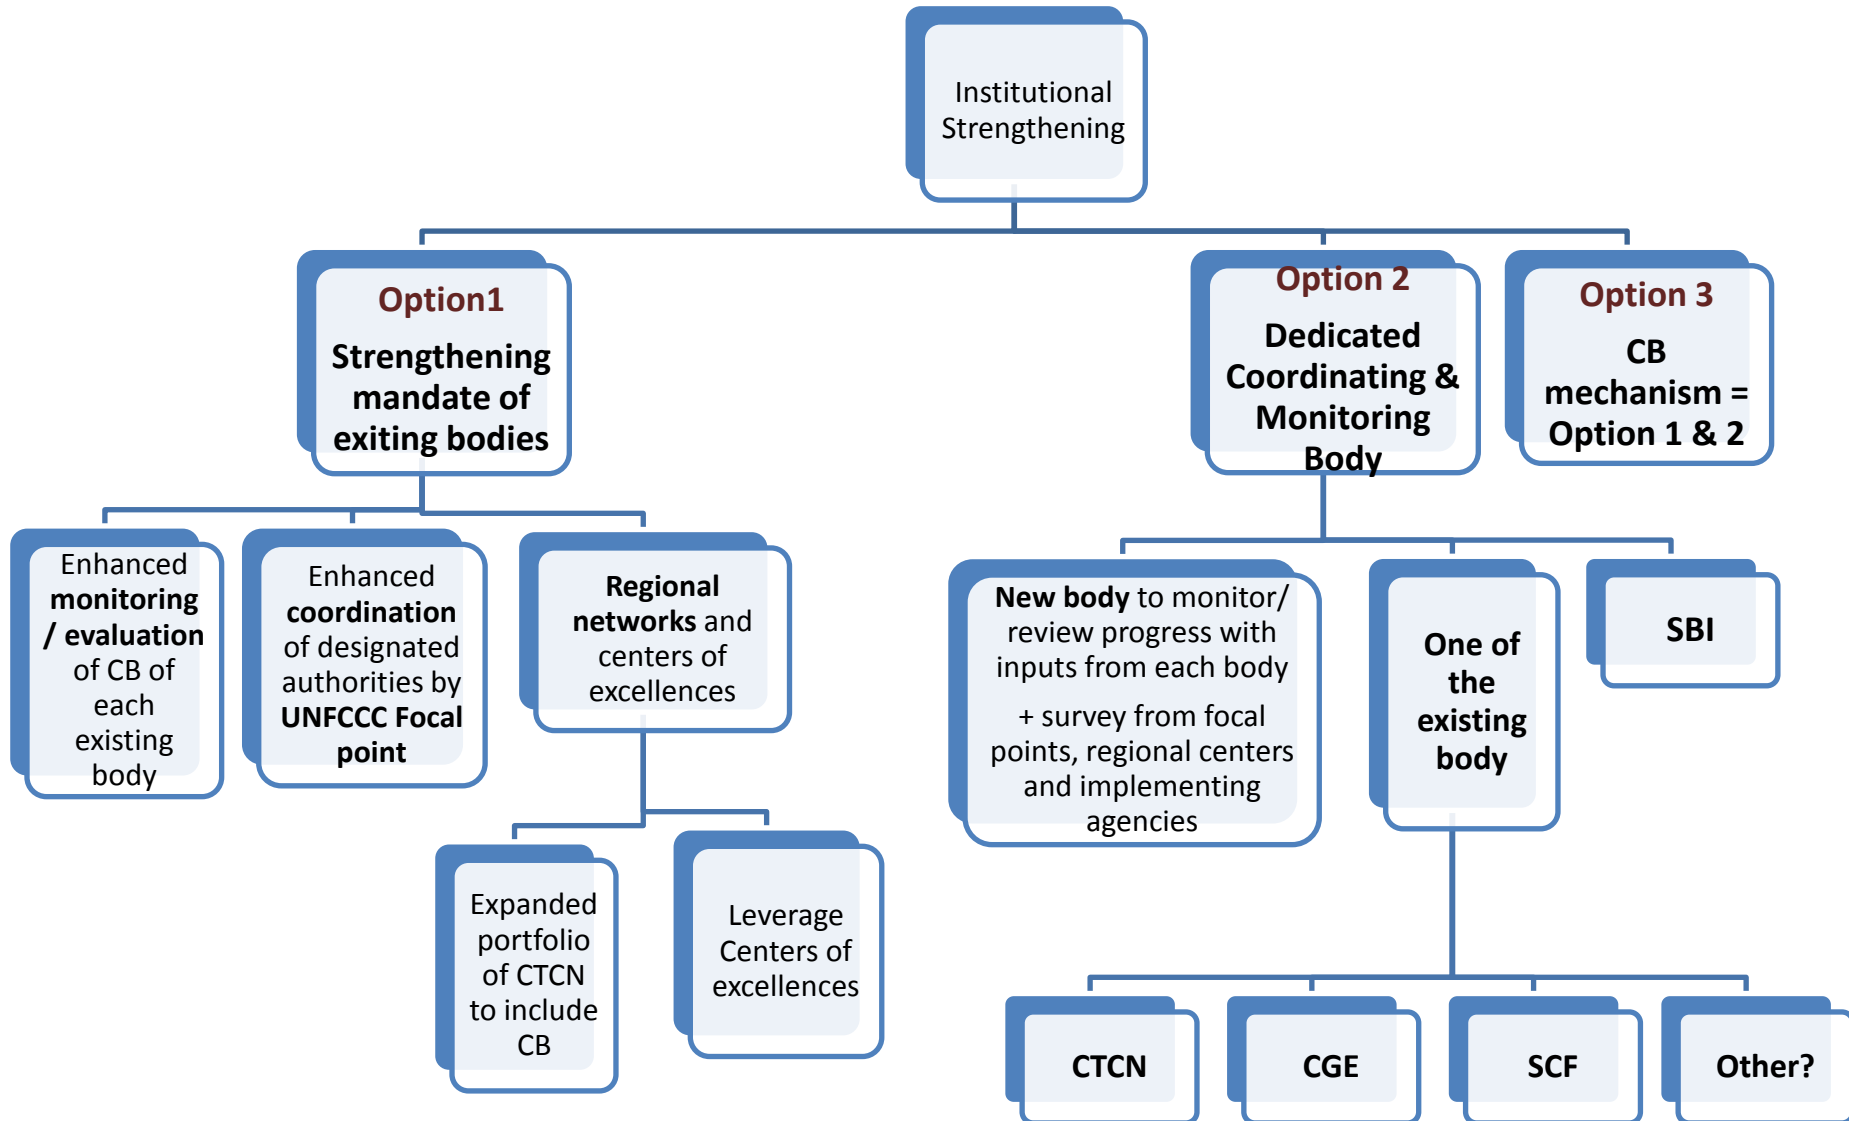 Institutional
Strengthening
Option1
Strengthening
mandate of
exiting bodies
Option 2
Dedicated
Coordinating &
Monitoring
Body
Option 3
CB
mechanism =
Option 1 & 2
Enhanced
monitoring
/ evaluation
of CB of
each
existing
body
Enhanced
coordination
of designated
authorities by
UNFCCC Focal
point
Regional
networks and
centers of
excellences
New body to monitor/
review progress with
inputs from each body
+ survey from focal
points, regional centers
and implementing
agencies
One of
the
existing
body
SBI
Expanded
portfolio
of CTCN
to include
CB
Leverage
Centers of
excellences
CTCN
CGE
SCF
Other?